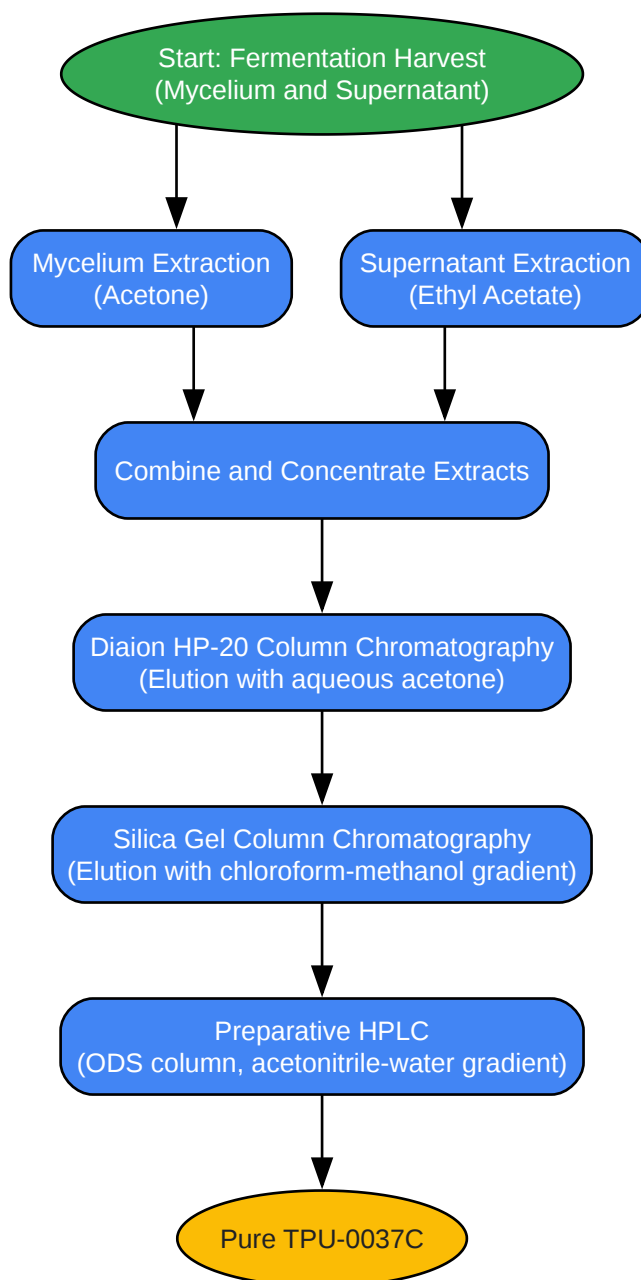 Start: Fermentation Harvest
(Mycelium and Supernatant)
Mycelium Extraction
(Acetone)
Supernatant Extraction
(Ethyl Acetate)
Combine and Concentrate Extracts
Diaion HP-20 Column Chromatography
(Elution with aqueous acetone)
Silica Gel Column Chromatography
(Elution with chloroform-methanol gradient)
Preparative HPLC
(ODS column, acetonitrile-water gradient)
Pure TPU-0037C